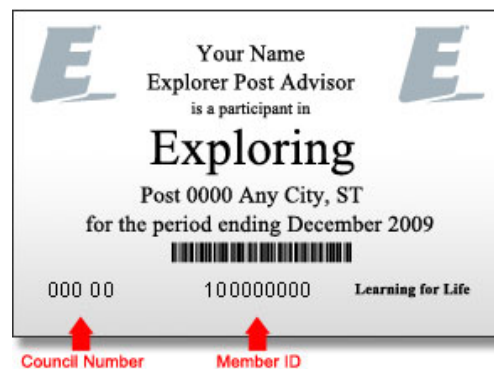 E E
Your Name
Explorer Post Advisor
is a participant in
Exploring
Post 0000 Any City, ST
for the period ending December 2009
000 00 100000000 Learning for Life
Council Number Member ID